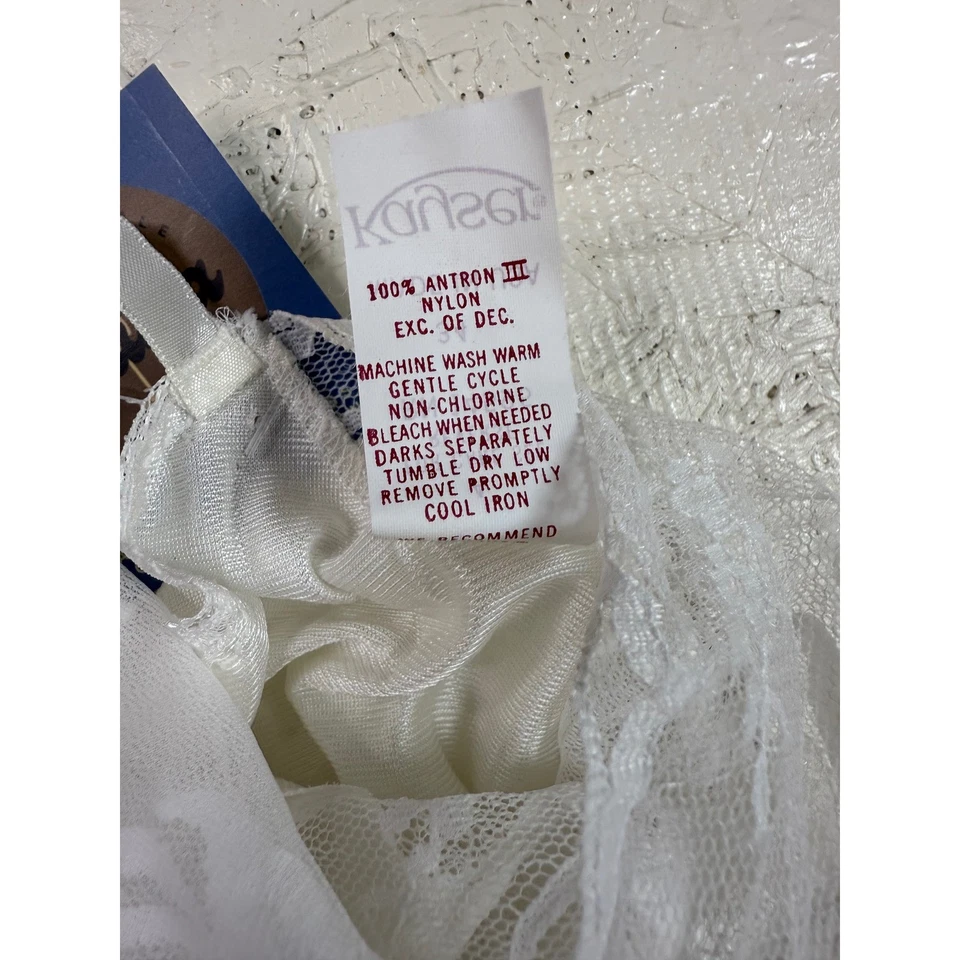 Kayser
100% ANTRON III
NYLON
EXC. OF DEC.
MACHINE WASH WARM
GENTLE CYCLE
NON-CHLORINE
BLEACH WHEN NEEDED
DARKS SEPARATELY
TUMBLE DRY LOW
REMOVE PROMPTLY
COOL IRON
RECOMMEND